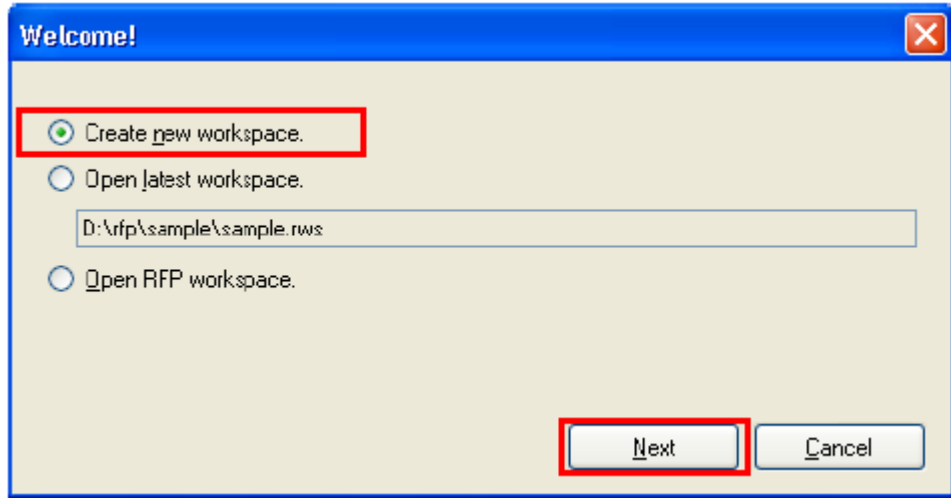 Welcome!
Create new workspace.
Open latest workspace.
D:\rfp\sample\sample.rws
Open RFP workspace.
Next Cancel